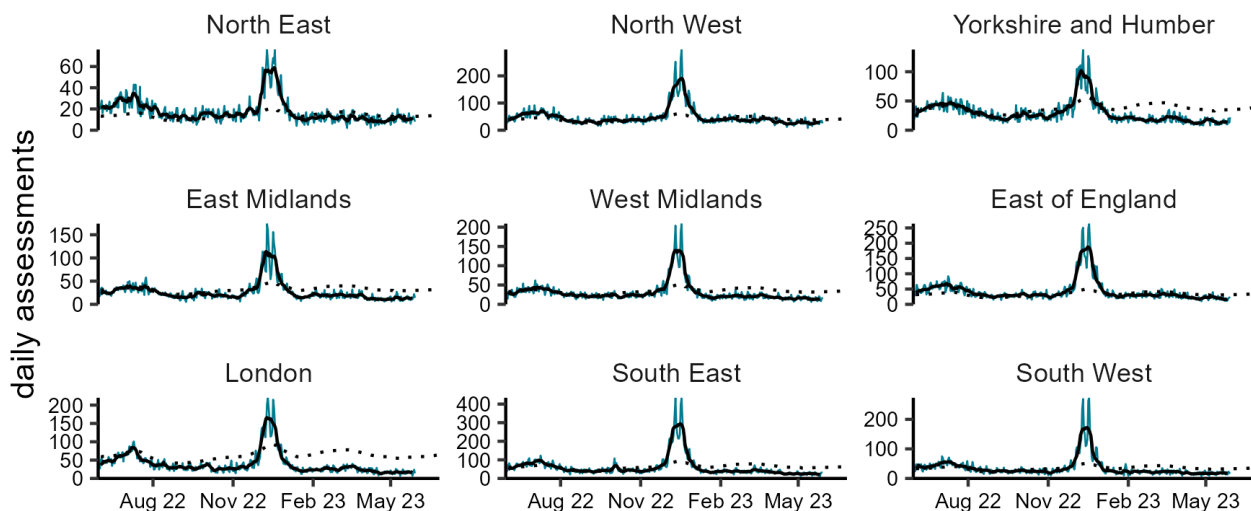 daily assessments
North East
60
40
20
0
North West
200
100
0
Yorkshire and Humber
100
50
0
East Midlands
150
100
50
0
West Midlands
200
150
100
50
0
East of England
250
200
150
100
50
0
London
200
150
100
50
0
Aug 22 Nov 22 Feb 23 May 23
South East
400
300
200
100
0
Aug 22 Nov 22 Feb 23 May 23
South West
200
100
0
Aug 22 Nov 22 Feb 23 May 23